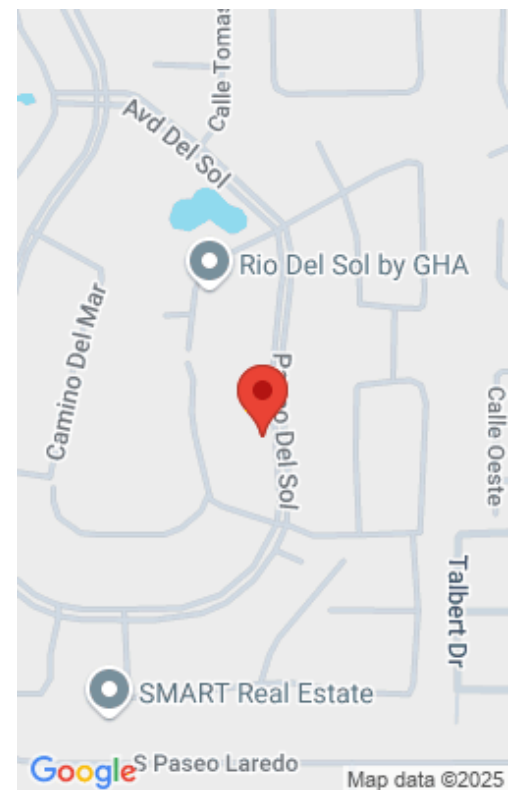 Calle Tomas
Avd Del Sol
Rio Del Sol by GHA
Camino Del Mar
Del Sol
Calle Oeste
Talbert Dr
SMART Real Estate
S Paseo Laredo
Google
Map data ©2025